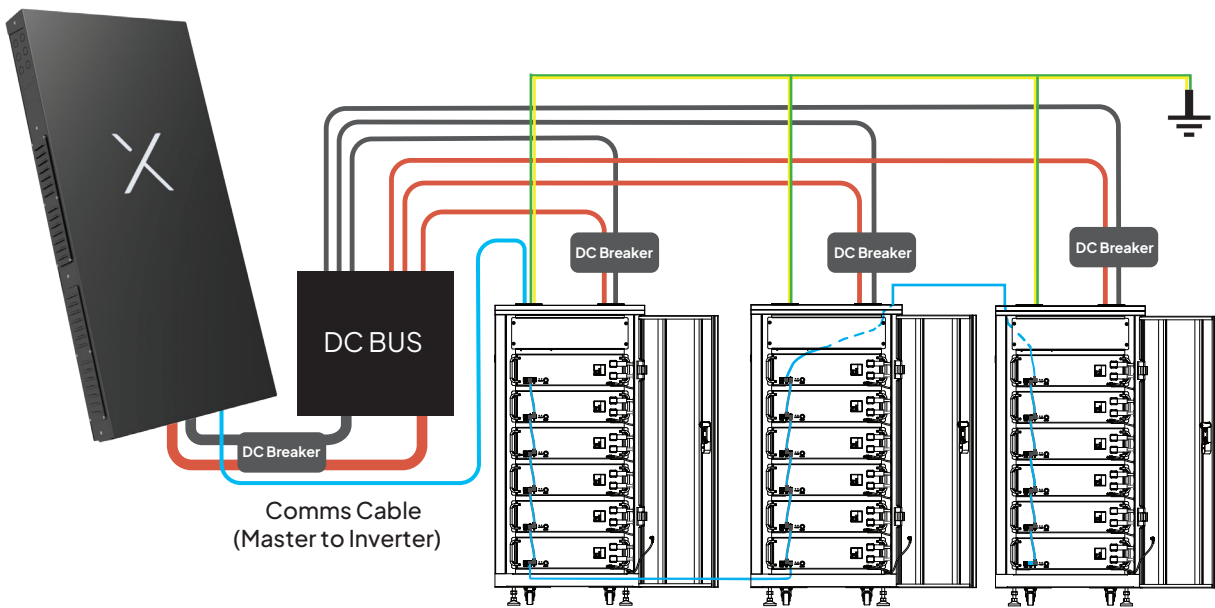 DC Breaker
DC Breaker
DC Breaker
DC BUS
DC Breaker
Comms Cable
(Master to Inverter)